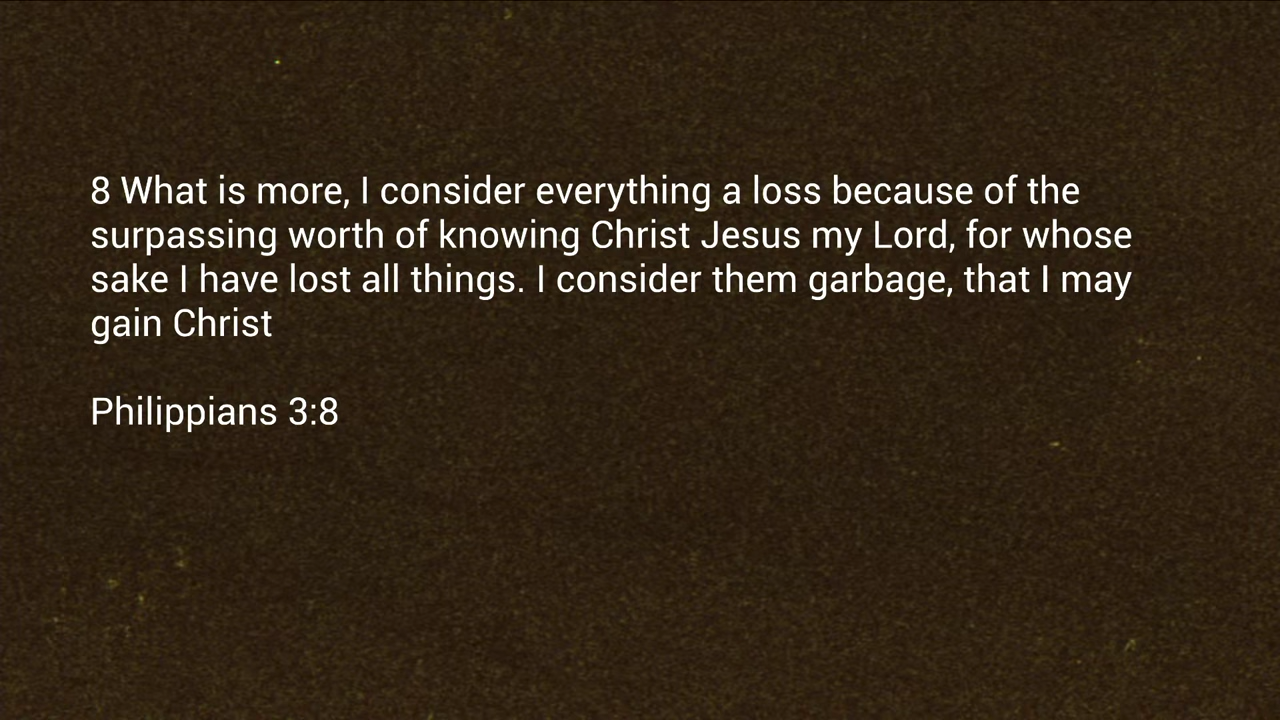 8 What is more, I consider everything a loss because of the
surpassing worth of knowing Christ Jesus my Lord, for whose
sake I have lost all things. I consider them garbage, that I may
gain Christ
Philippians 3:8